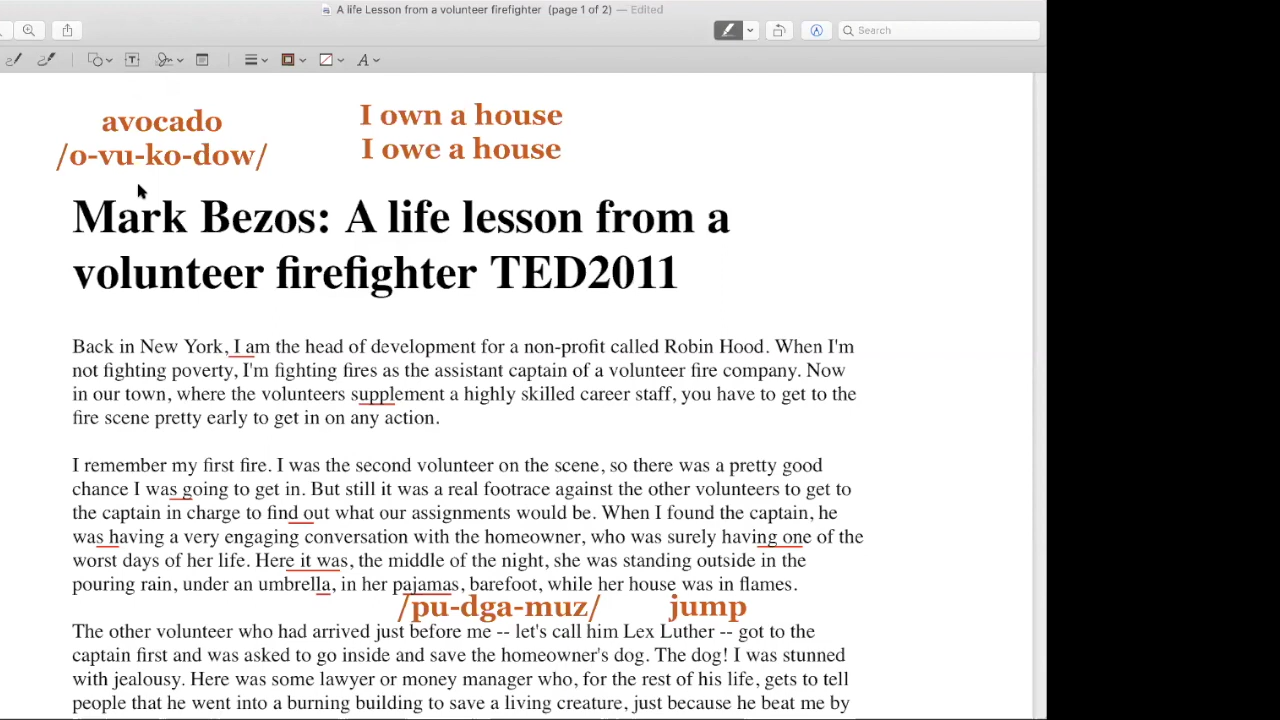 A life Lesson from a volunteer firefighter (page 1 of 2) — Edited
Search
avocado
/o-vu-ko-dow/
I own a house
I owe a house
Mark Bezos: A life lesson from a
volunteer firefighter TED2011
Back in New York, I am the head of development for a non-profit called Robin Hood. When I'm
not fighting poverty, I'm fighting fires as the assistant captain of a volunteer fire company. Now
in our town, where the volunteers supplement a highly skilled career staff, you have to get to the
fire scene pretty early to get in on any action.
I remember my first fire. I was the second volunteer on the scene, so there was a pretty good
chance I was going to get in. But still it was a real footrace against the other volunteers to get to
the captain in charge to find out what our assignments would be. When I found the captain, he
was having a very engaging conversation with the homeowner, who was surely having one of the
worst days of her life. Here it was, the middle of the night, she was standing outside in the
pouring rain, under an umbrella, in her pajamas, barefoot, while her house was in flames.
/pu-dga-muz/ jump
The other volunteer who had arrived just before me -- let's call him Lex Luther -- got to the
captain first and was asked to go inside and save the homeowner's dog. The dog! I was stunned
with jealousy. Here was some lawyer or money manager who, for the rest of his life, gets to tell
people that he went into a burning building to save a living creature, just because he beat me by